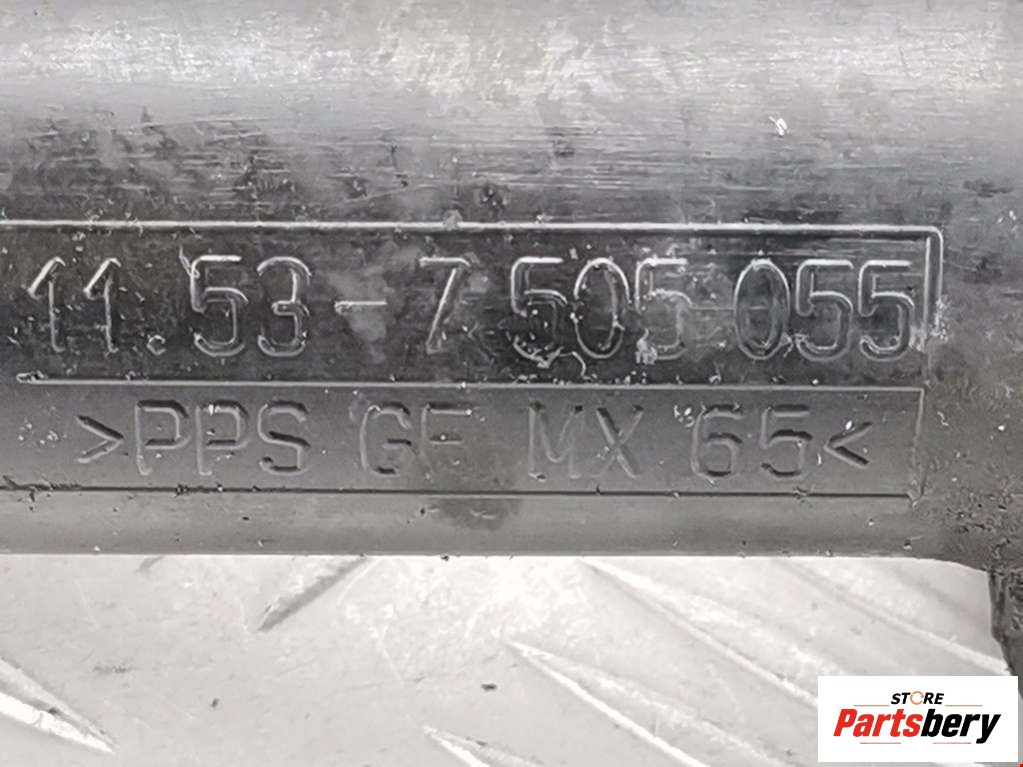 11.53-7 505 055
>PPS GF MX 65<
STORE
Partsbery